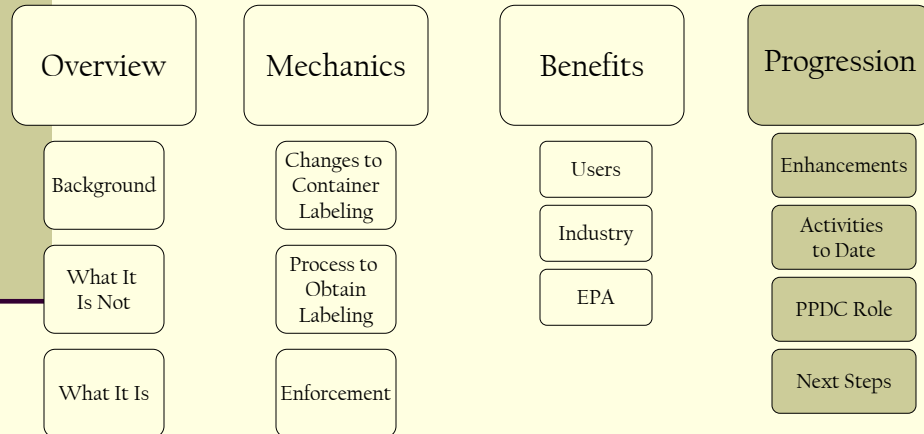 Overview
Background
What It
Is Not
What It Is
Mechanics
Changes to
Container
Labeling
Process to
Obtain
Labeling
Enforcement
Benefits
Users
Industry
EPA
Progression
Enhancements
Activities
to Date
PPDC Role
Next Steps